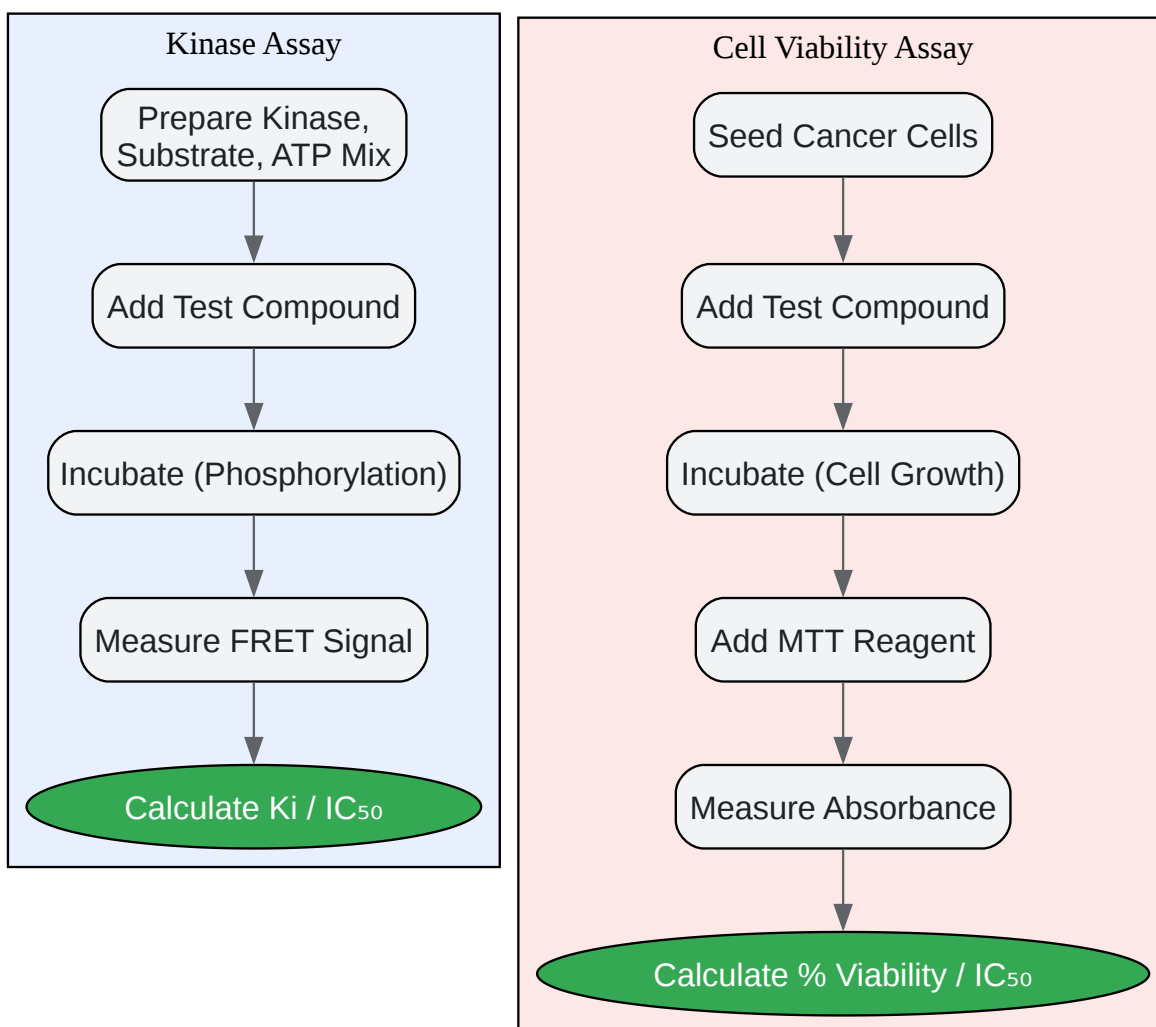 Kinase Assay
Prepare Kinase,
Substrate, ATP Mix
Add Test Compound
Incubate (Phosphorylation)
Measure FRET Signal
Calculate Ki / IC₅₀
Cell Viability Assay
Seed Cancer Cells
Add Test Compound
Incubate (Cell Growth)
Add MTT Reagent
Measure Absorbance
Calculate % Viability / IC₅₀